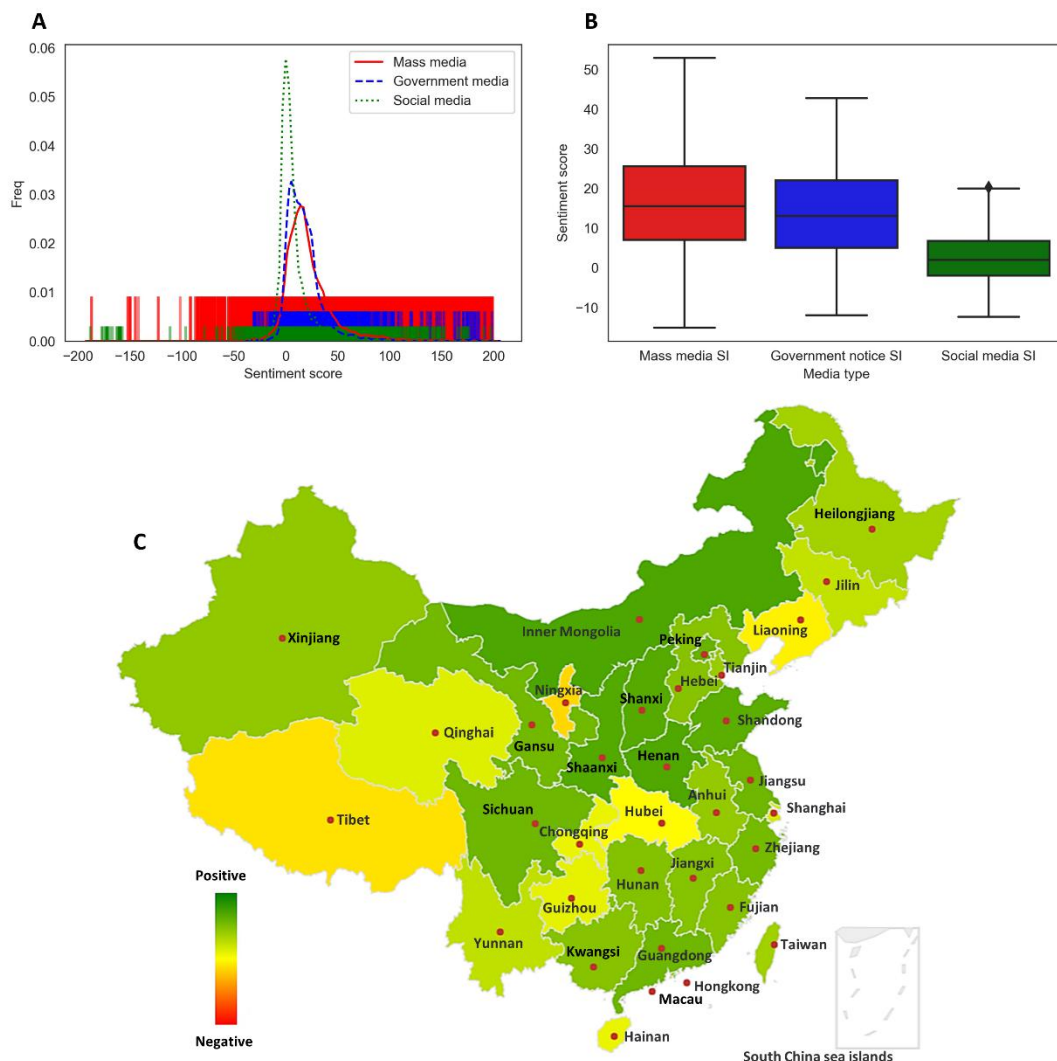 A
0.06
0.05
0.04
0.03
0.02
0.01
0.00
Freq
−200
−150
−100
−50
0
50
100
150
200
Sentiment score
Mass media
Government media
Social media
B
50
40
30
20
10
0
−10
Sentiment score
Mass media SI
Government notice SI
Social media SI
Media type
C
Heilongjiang
Jilin
Liaoning
Inner Mongolia
Xinjiang
Peking
Tianjin
Hebei
Ningxia
Shanxi
Shandong
Qinghai
Gansu
Shaanxi
Henan
Jiangsu
Anhui
Shanghai
Sichuan
Hubei
Tibet
Chongqing
Zhejiang
Jiangxi
Hunan
Guizhou
Fujian
Yunnan
Kwangsi
Guangdong
Taiwan
Hongkong
Macau
Hainan
South China sea islands
Positive
Negative